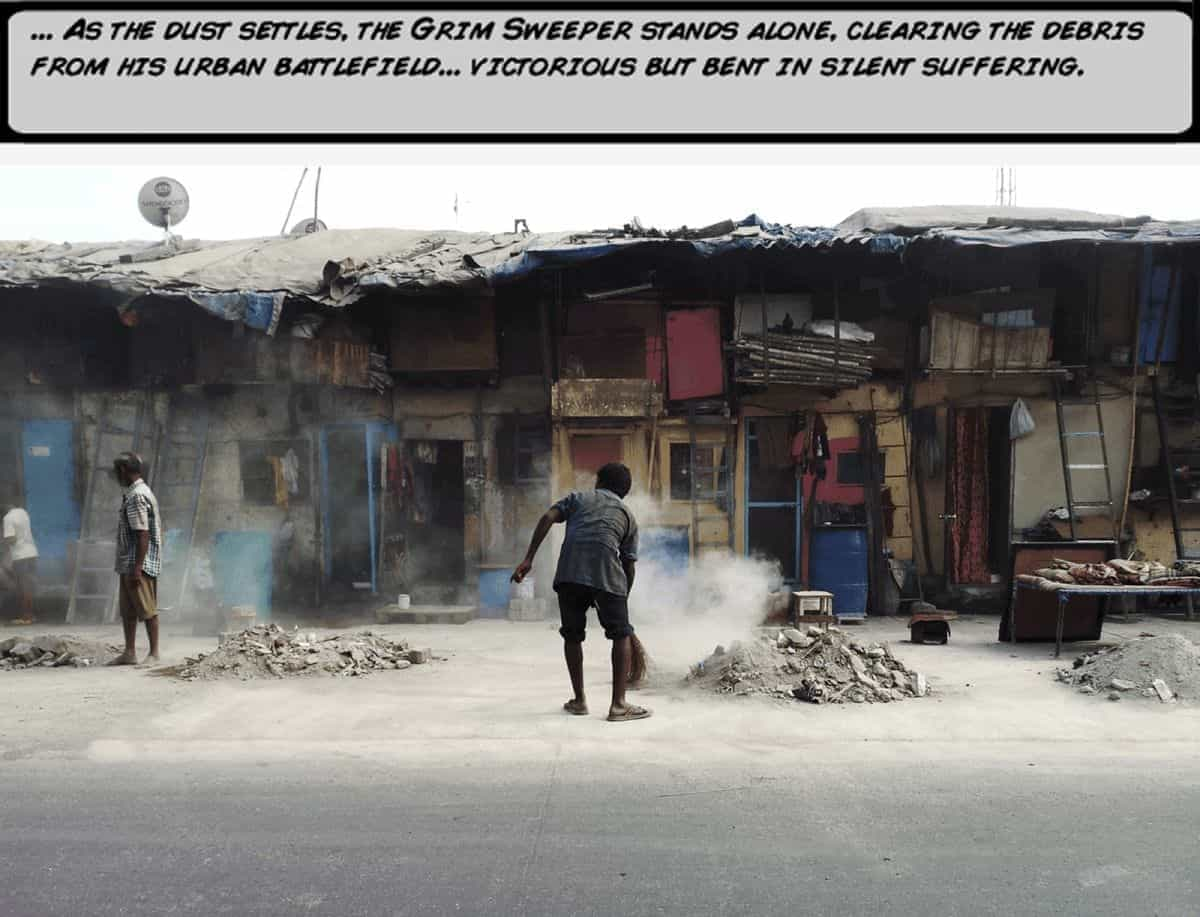 ... As the dust settles, the Grim Sweeper stands alone, clearing the debris
from his urban battlefield... victorious but bent in silent suffering.